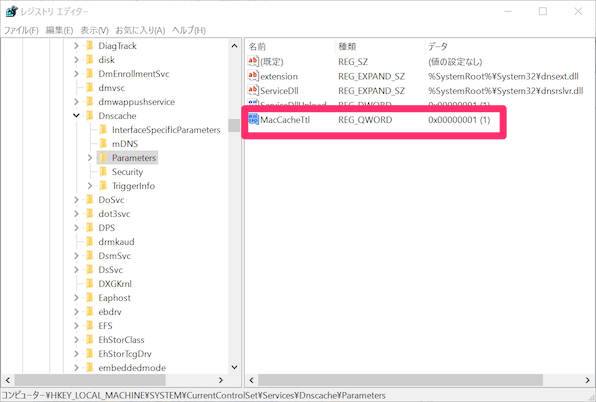 レジストリ エディター
ファイル(F) 編集(E) 表示(V) お気に入り(A) ヘルプ(H)
DiagTrack
disk
DmEnrollmentSvc
dmvsc
dmwappushservice
Dnscache
InterfaceSpecificParameters
mDNS
Parameters
Security
TriggerInfo
DoSvc
dot3svc
DPS
drmkaud
DsmSvc
DsSvc
DXGKrnl
Eaphost
ebdrv
EFS
EhStorClass
EhStorTcgDrv
embeddedmode
名前 種類 データ
(既定) REG_SZ (値の設定なし)
extension REG_EXPAND_SZ %SystemRoot%¥System32¥dnsext.dll
ServiceDll REG_EXPAND_SZ %SystemRoot%¥System32¥dnsrslvr.dll
ServiceDllUnload REG_DWORD 0x00000001 (1)
MacCacheTtl REG_QWORD 0x00000001 (1)
コンピューター¥HKEY_LOCAL_MACHINE¥SYSTEM¥CurrentControlSet¥Services¥Dnscache¥Parameters